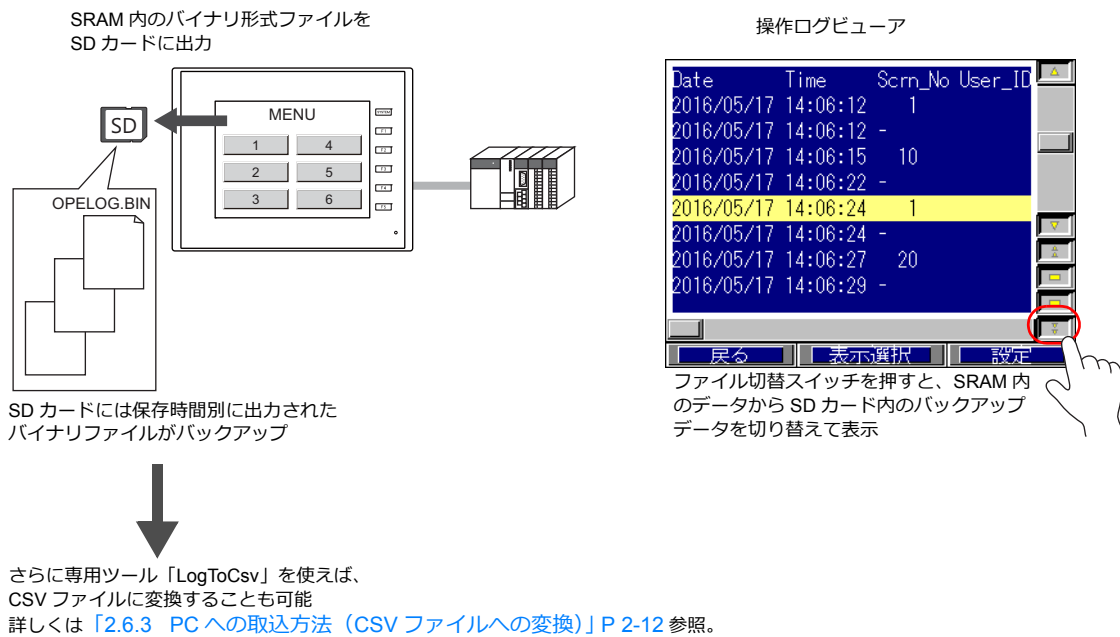 SRAM 内のバイナリ形式ファイルを
SD カードに出力
SD
OPELOG.BIN
MENU
1
4
2
5
3
6
SYSTEM
F1
F2
F3
F4
F5
SD カードには保存時間別に出力された
バイナリファイルがバックアップ
操作ログビューア
Date Time Scrn_No User_ID
2016/05/17 14:06:12 1
2016/05/17 14:06:12 -
2016/05/17 14:06:15 10
2016/05/17 14:06:22 -
2016/05/17 14:06:24 1
2016/05/17 14:06:24 -
2016/05/17 14:06:27 20
2016/05/17 14:06:29 -
戻る 表示選択 設定
ファイル切替スイッチを押すと、SRAM 内
のデータから SD カード内のバックアップ
データを切り替えて表示
さらに専用ツール「LogToCsv」を使えば、
CSV ファイルに変換することも可能
詳しくは「2.6.3 PC への取込方法（CSV ファイルへの変換）」P 2-12 参照。